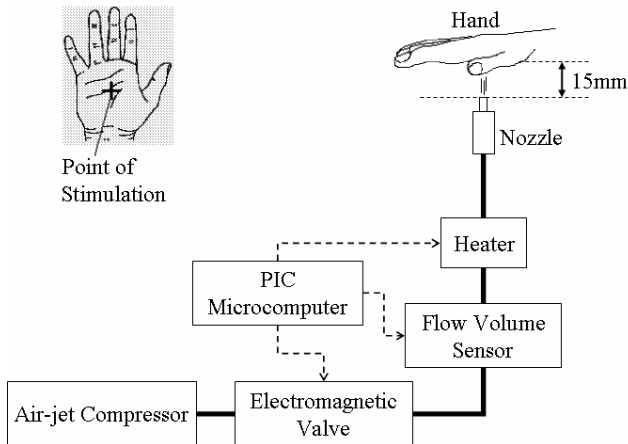 Hand
15mm
Nozzle
Point of
Stimulation
Heater
PIC
Microcomputer
Flow Volume
Sensor
Air-jet Compressor
Electromagnetic
Valve